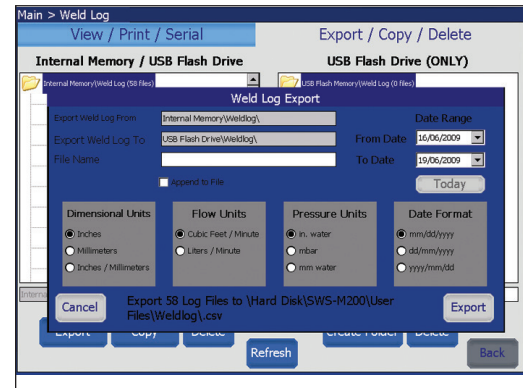 Main > Weld Log
View / Print / Serial
Export / Copy / Delete
Internal Memory / USB Flash Drive
USB Flash Drive (ONLY)
Internal Memory\Weld Log (58 files)
USB Flash Memory\Weld Log (0 files)
Weld Log Export
Export Weld Log From
Internal Memory\Weldlog\
Date Range
Export Weld Log To
USB Flash Drive\Weldlog\
From Date
16/06/2009
File Name
To Date
19/06/2009
Append to File
Today
Dimensional Units
Flow Units
Pressure Units
Date Format
Inches
Cubic Feet / Minute
in. water
mm/dd/yyyy
Millimeters
Liters / Minute
mbar
dd/mm/yyyy
Inches / Millimeters
mm water
yyyy/mm/dd
Interna
Cancel
Export 58 Log Files to \Hard Disk\SWS-M200\User
Files\Weldlog\.csv
Export
Export
Copy
Delete
Create Folder
Delete
Refresh
Back